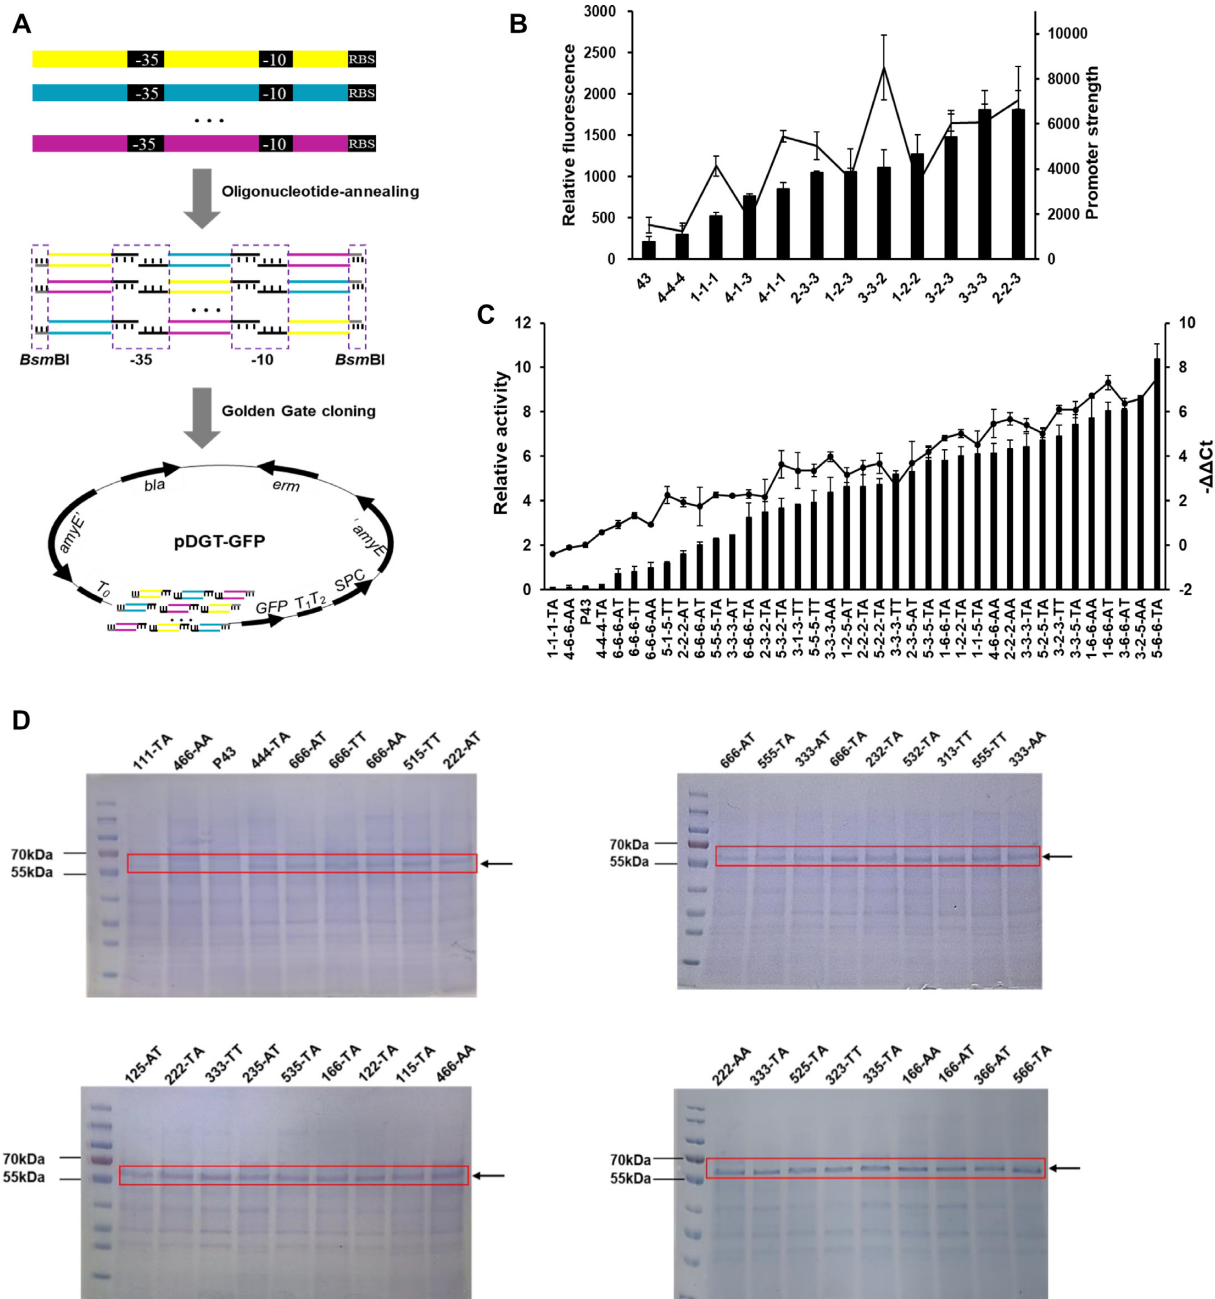 A
-35 -10 RBS
-35 -10 RBS
• • •
-35 -10 RBS
Oligonucleotide-annealing
• • •
BsmBI -35 -10 BsmBI
Golden Gate cloning
bla erm
amyE' 'amyE
pDGT-GFP
T0 GFP T1T2 SPC
• • •
B
Relative fluorescence
3000
2500
2000
1500
1000
500
0
10000
8000
6000
4000
2000
0
Promoter strength
43 4-4-4 1-1-1 4-1-3 4-1-1 2-3-3 1-2-3 3-3-2 1-2-2 3-2-3 3-3-3 2-2-3
C
Relative activity
12
10
8
6
4
2
0
10
8
6
4
2
0
-2
-ΔΔCt
1-1-1-TA 4-6-6-AA P43 4-4-4-TA 6-6-6-AT 6-6-6-TT 6-6-6-AA 5-1-5-TT 2-2-2-AT 6-6-6-AT 5-5-5-TA 3-3-3-AT 6-6-6-TA 2-3-2-TA 5-3-2-TA 3-1-3-TT 5-5-5-TT 3-3-3-AA 1-2-5-AT 2-2-2-TA 5-2-2-TA 3-3-3-TT 2-3-5-AT 5-3-5-TA 1-6-6-TA 1-2-2-TA 1-1-5-TA 4-6-6-AA 2-2-2-AA 3-3-3-TA 5-2-5-TA 3-2-3-TT 3-3-5-TA 1-6-6-AA 1-6-6-AT 3-6-6-AT 3-2-5-AA 5-6-6-TA
D
111-TA 466-AA P43 444-TA 666-AT 666-TT 666-AA 515-TT 222-AT
70kDa
55kDa
666-AT 555-TA 333-AT 666-TA 232-TA 532-TA 313-TT 555-TT 333-AA
70kDa
55kDa
125-AT 222-TA 333-TT 235-AT 535-TA 166-TA 122-TA 115-TA 466-AA
70kDa
55kDa
222-AA 333-TA 525-TA 323-TT 335-TA 166-AA 166-AT 366-AT 566-TA
70kDa
55kDa